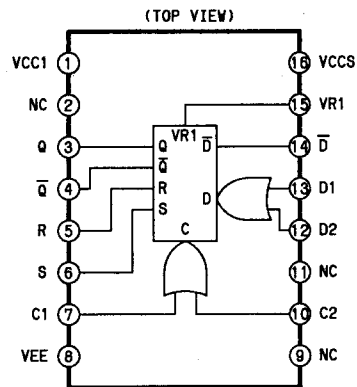 (TOP VIEW)
VCC1 1
16 VCCS
NC 2
15 VR1
VR1
Q 3
Q
D̅
14 D̅
Q̅ 4
Q̅
R 5
R
D
13 D1
S 6
S
12 D2
C
11 NC
C1 7
10 C2
VEE 8
9 NC